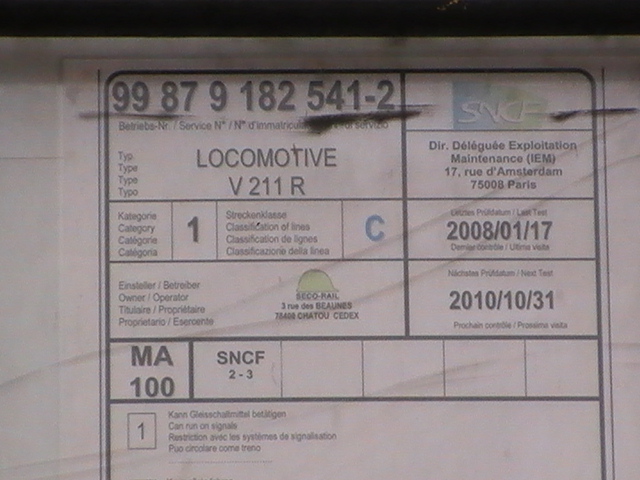 99 87 9 182 541-2
SNCF
Betriebs-Nr. / Service N° / N° d'immatricula
Dir. Déléguée Exploitation
Maintenance (IEM)
17, rue d'Amsterdam
75008 Paris
Typ
Type
Type
Tipo
LOCOMOTIVE
V 211 R
Kategorie
Category
Catégorie
Catégoria
1
Streckenklasse
Classification of lines
Classification de lignes
Classificazione della linea
C
Letztes Prüfdatum / Last Test
2008/01/17
Dernier contrôle / Ultima visita
Einsteller / Betreiber
Owner / Operator
Titulaire / Propriétaire
Proprietario / Esercente
SECO-RAIL
3 rue des BEAUNES
78400 CHATOU CEDEX
Nächstes Prüfdatum / Next Test
2010/10/31
Prochain contrôle / Prossima visita
MA
100
SNCF
2 - 3
1
Kann Gleisschaltmittel betätigen
Can run on signals
Restriction avec les systèmes de signalisation
Puo circolare come treno